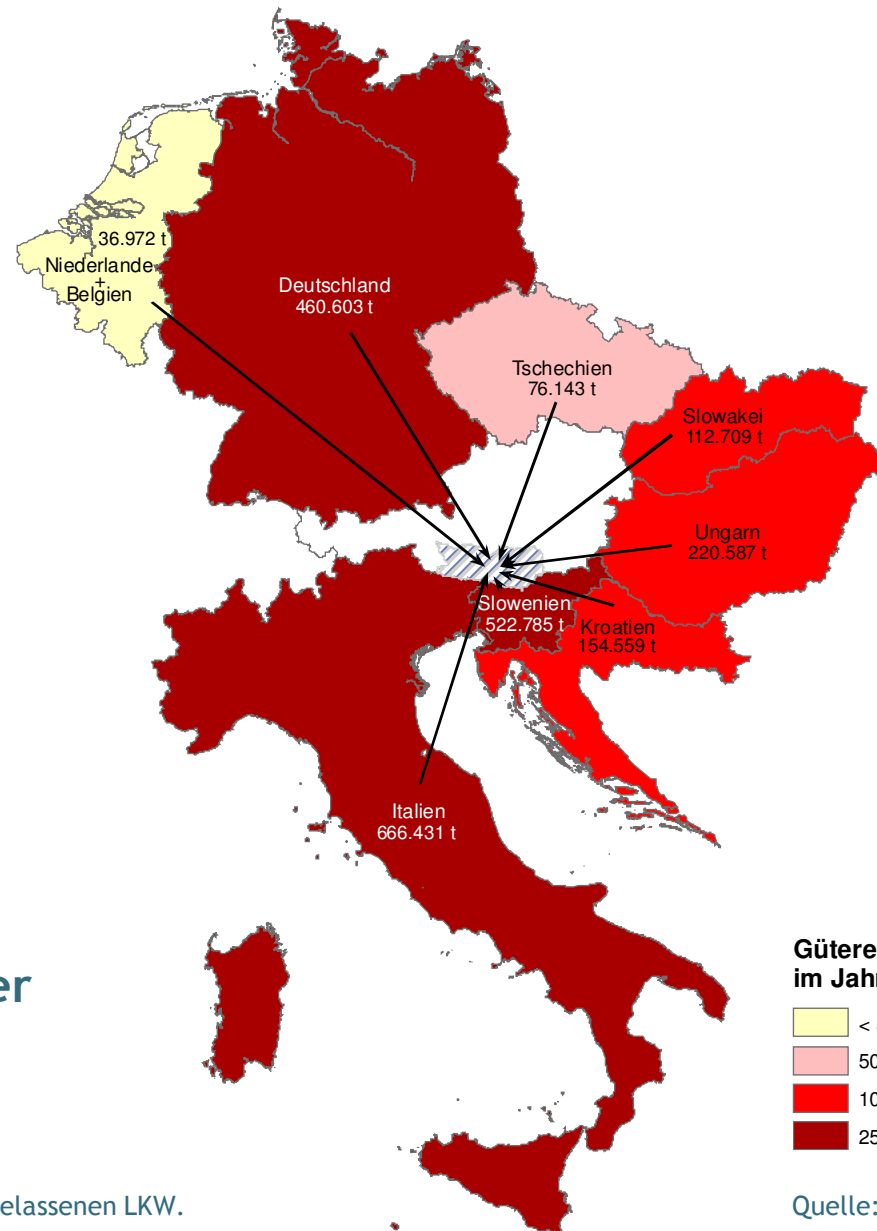 36.972 t
Niederlande
+
Belgien
Deutschland
460.603 t
Tschechien
76.143 t
Slowakei
112.709 t
Ungarn
220.587 t
Slowenien
522.785 t
Kroatien
154.559 t
Italien
666.431 t
er
Gütere
im Jahr
<
50
10
25
elassenen LKW.
Quelle: